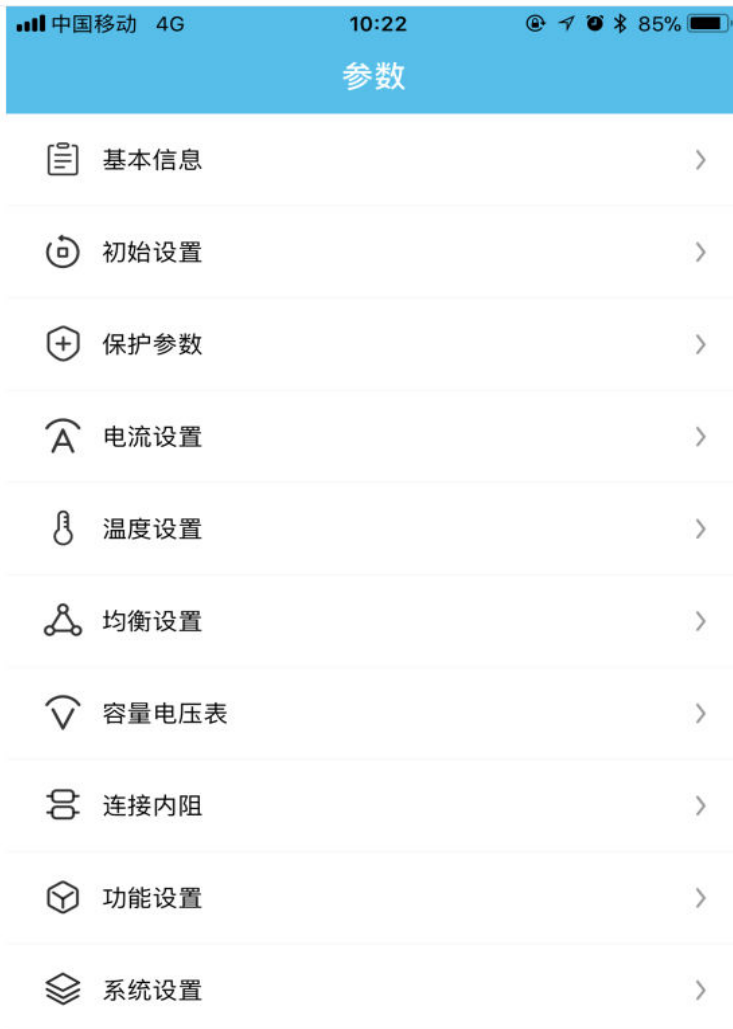 中国移动 4G 10:22 85%
参数
基本信息
初始设置
保护参数
电流设置
温度设置
均衡设置
容量电压表
连接内阻
功能设置
系统设置